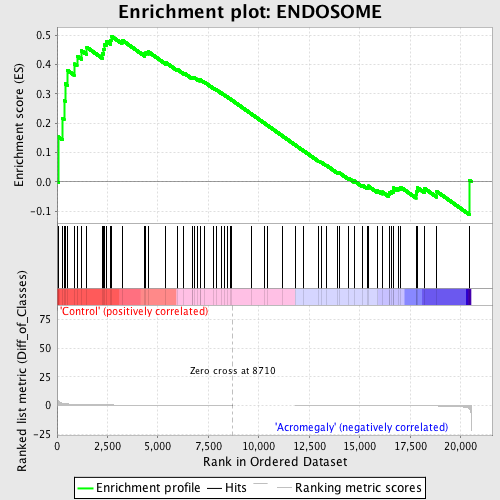 Enrichment plot: ENDOSOME
Enrichment score (ES)
0.5
0.4
0.3
0.2
0.1
0.0
-0.1
'Control' (positively correlated)
Ranked list metric (Diff_of_Classes)
75
50
25
0
-25
Zero cross at 8710
'Acromegaly' (negatively correlated)
0 2,500 5,000 7,500 10,000 12,500 15,000 17,500 20,000
Rank in Ordered Dataset
Enrichment profile Hits Ranking metric scores